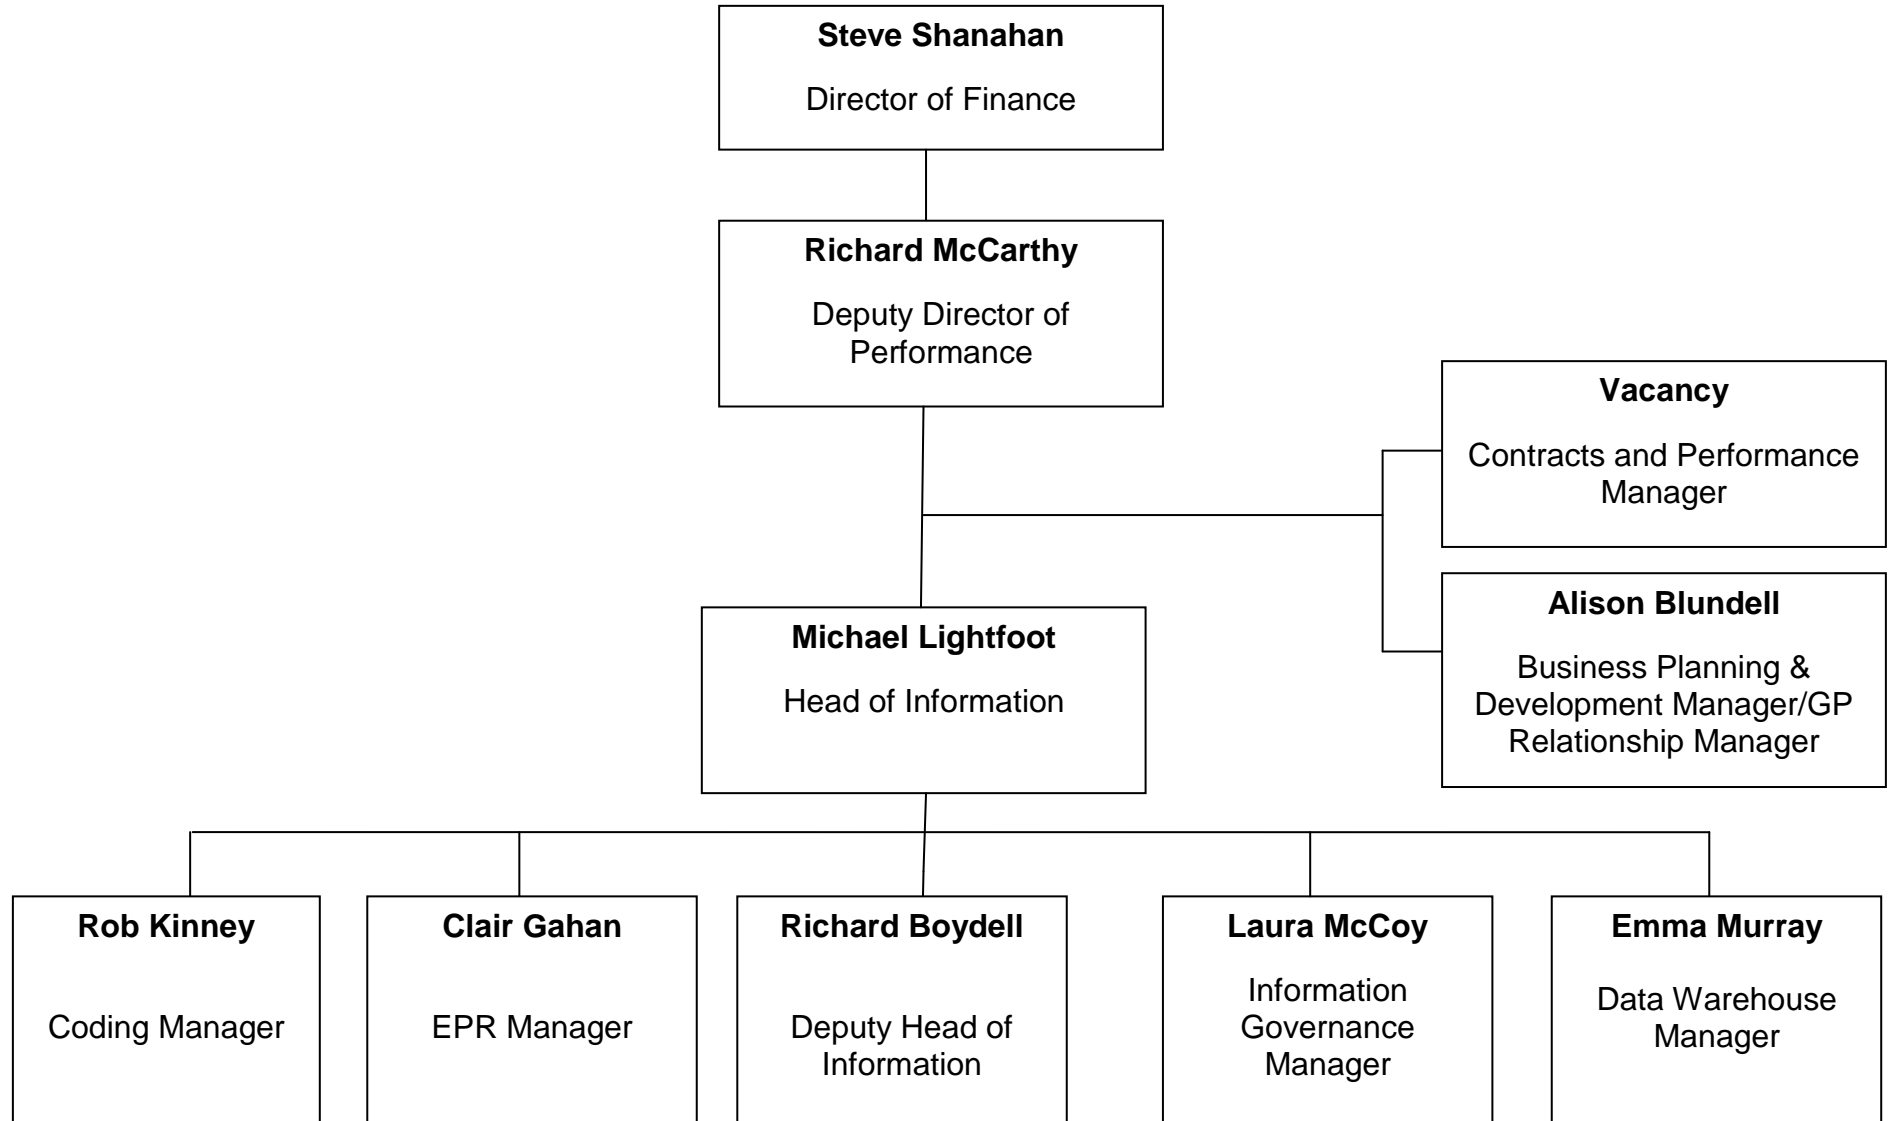 Steve Shanahan
Director of Finance
Richard McCarthy
Deputy Director of
Performance
Vacancy
Contracts and Performance
Manager
Alison Blundell
Business Planning &
Development Manager/GP
Relationship Manager
Michael Lightfoot
Head of Information
Rob Kinney
Coding Manager
Clair Gahan
EPR Manager
Richard Boydell
Deputy Head of
Information
Laura McCoy
Information
Governance
Manager
Emma Murray
Data Warehouse
Manager